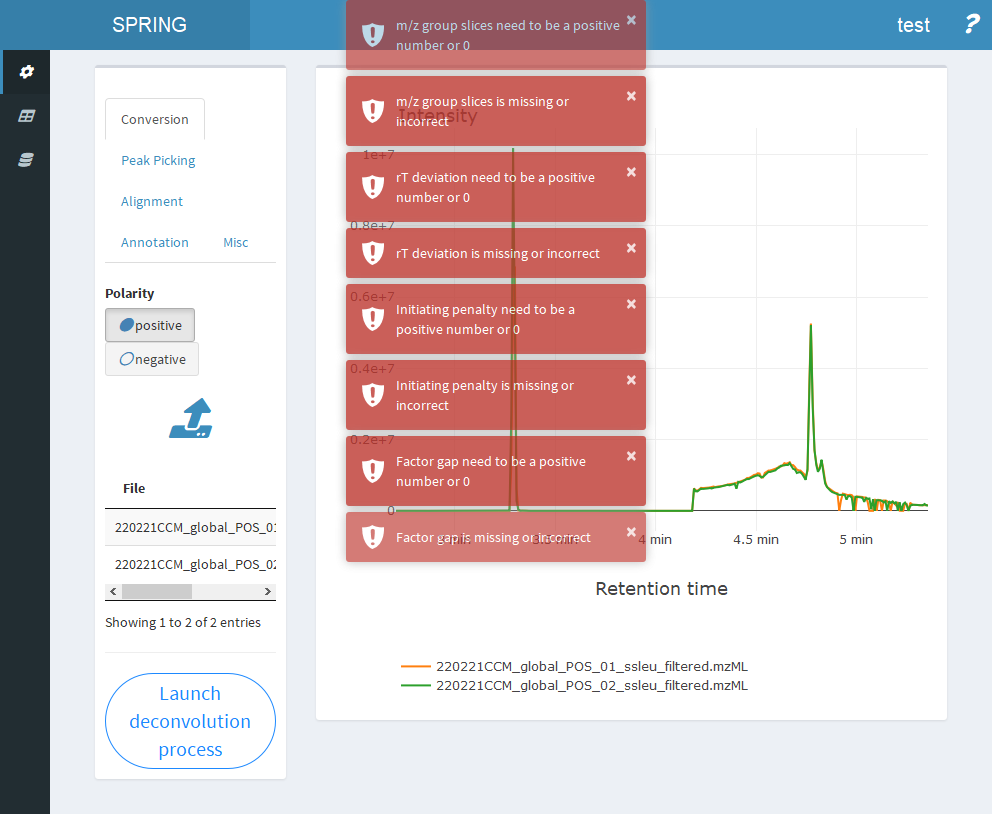 SPRING
test
?
Conversion
Peak Picking
Alignment
Annotation
Misc
Polarity
positive
negative
File
220221CCM_global_POS_01
220221CCM_global_POS_02
Showing 1 to 2 of 2 entries
Launch
deconvolution
process
m/z group slices need to be a positive
number or 0
×
m/z group slices is missing or
incorrect
×
rT deviation need to be a positive
number or 0
×
rT deviation is missing or incorrect
×
Initiating penalty need to be a
positive number or 0
×
Initiating penalty is missing or
incorrect
×
Factor gap need to be a positive
number or 0
×
Factor gap is missing or incorrect
×
Intensity
1e+7
0.8e+7
0.6e+7
0.4e+7
0.2e+7
0
4 min
4.5 min
5 min
Retention time
220221CCM_global_POS_01_ssleu_filtered.mzML
220221CCM_global_POS_02_ssleu_filtered.mzML